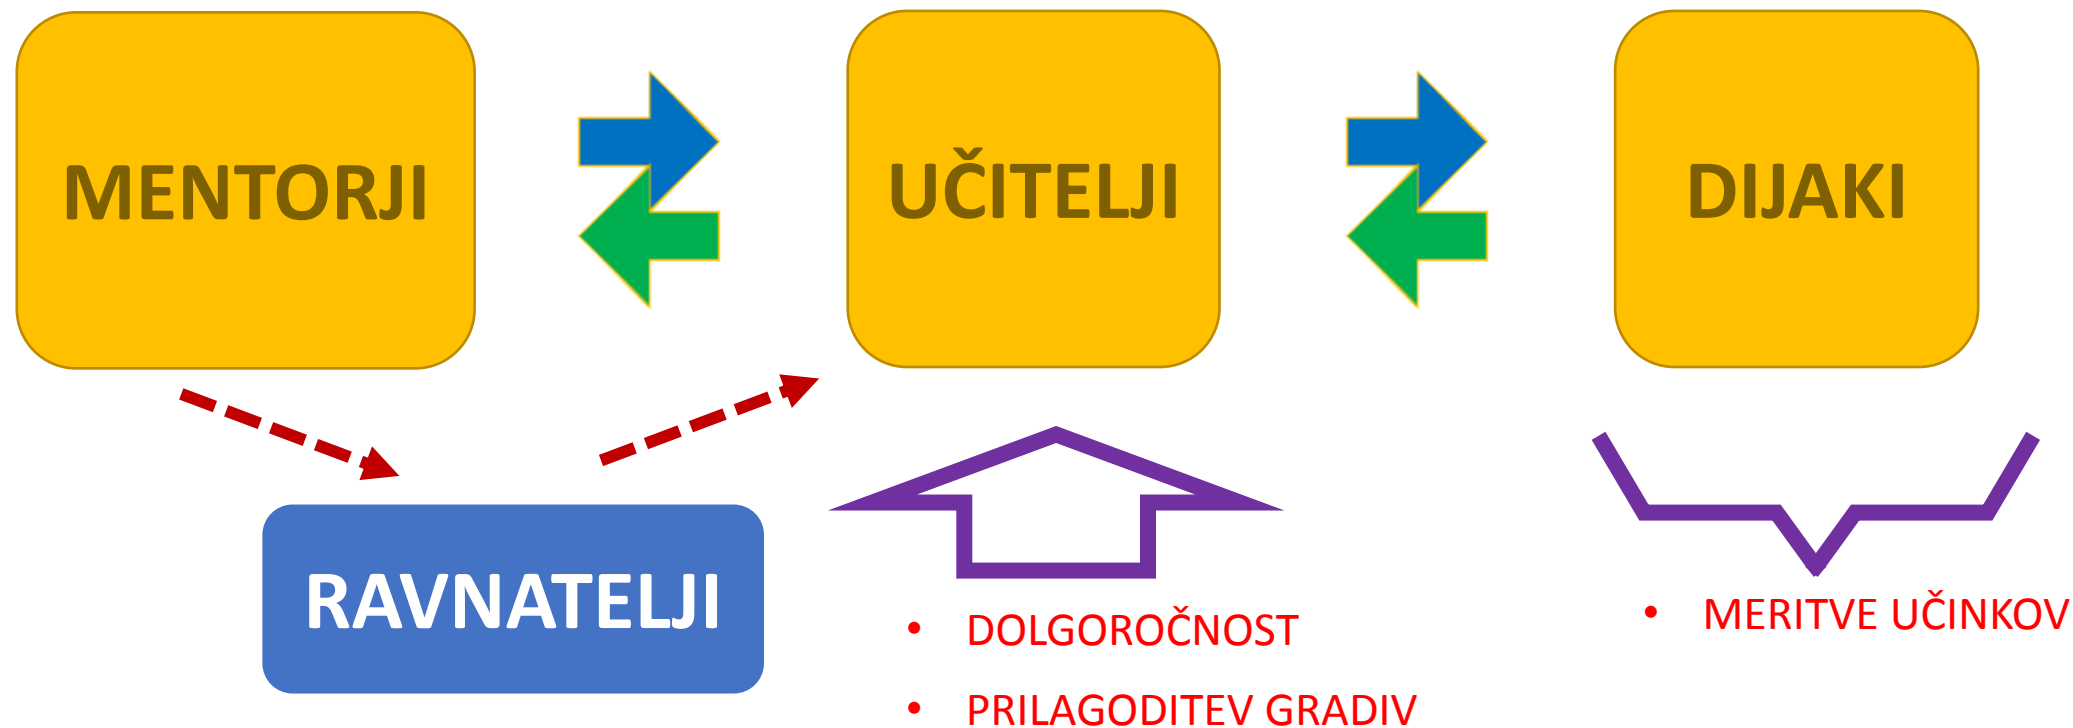 MENTORJI
UČITELJI
DIJAKI
RAVNATELJI
• DOLGOROČNOST
• PRILAGODITEV GRADIV
• MERITVE UČINKOV